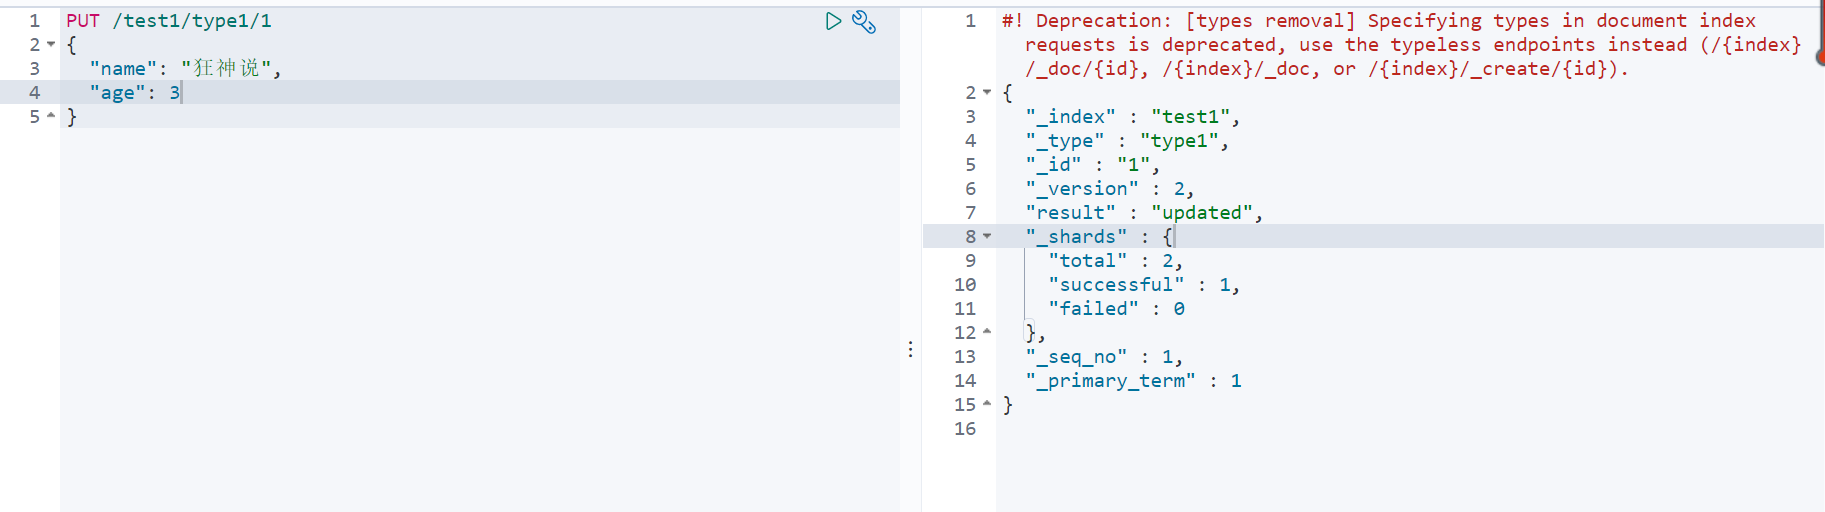 1 PUT /test1/type1/1
2 {
3 "name": "狂神说",
4 "age": 3
5 }
1 #! Deprecation: [types removal] Specifying types in document index
requests is deprecated, use the typeless endpoints instead (/{index}
/_doc/{id}, /{index}/_doc, or /{index}/_create/{id}).
2 {
3 "_index" : "test1",
4 "_type" : "type1",
5 "_id" : "1",
6 "_version" : 2,
7 "result" : "updated",
8 "_shards" : {
9 "total" : 2,
10 "successful" : 1,
11 "failed" : 0
12 },
13 "_seq_no" : 1,
14 "_primary_term" : 1
15 }
16